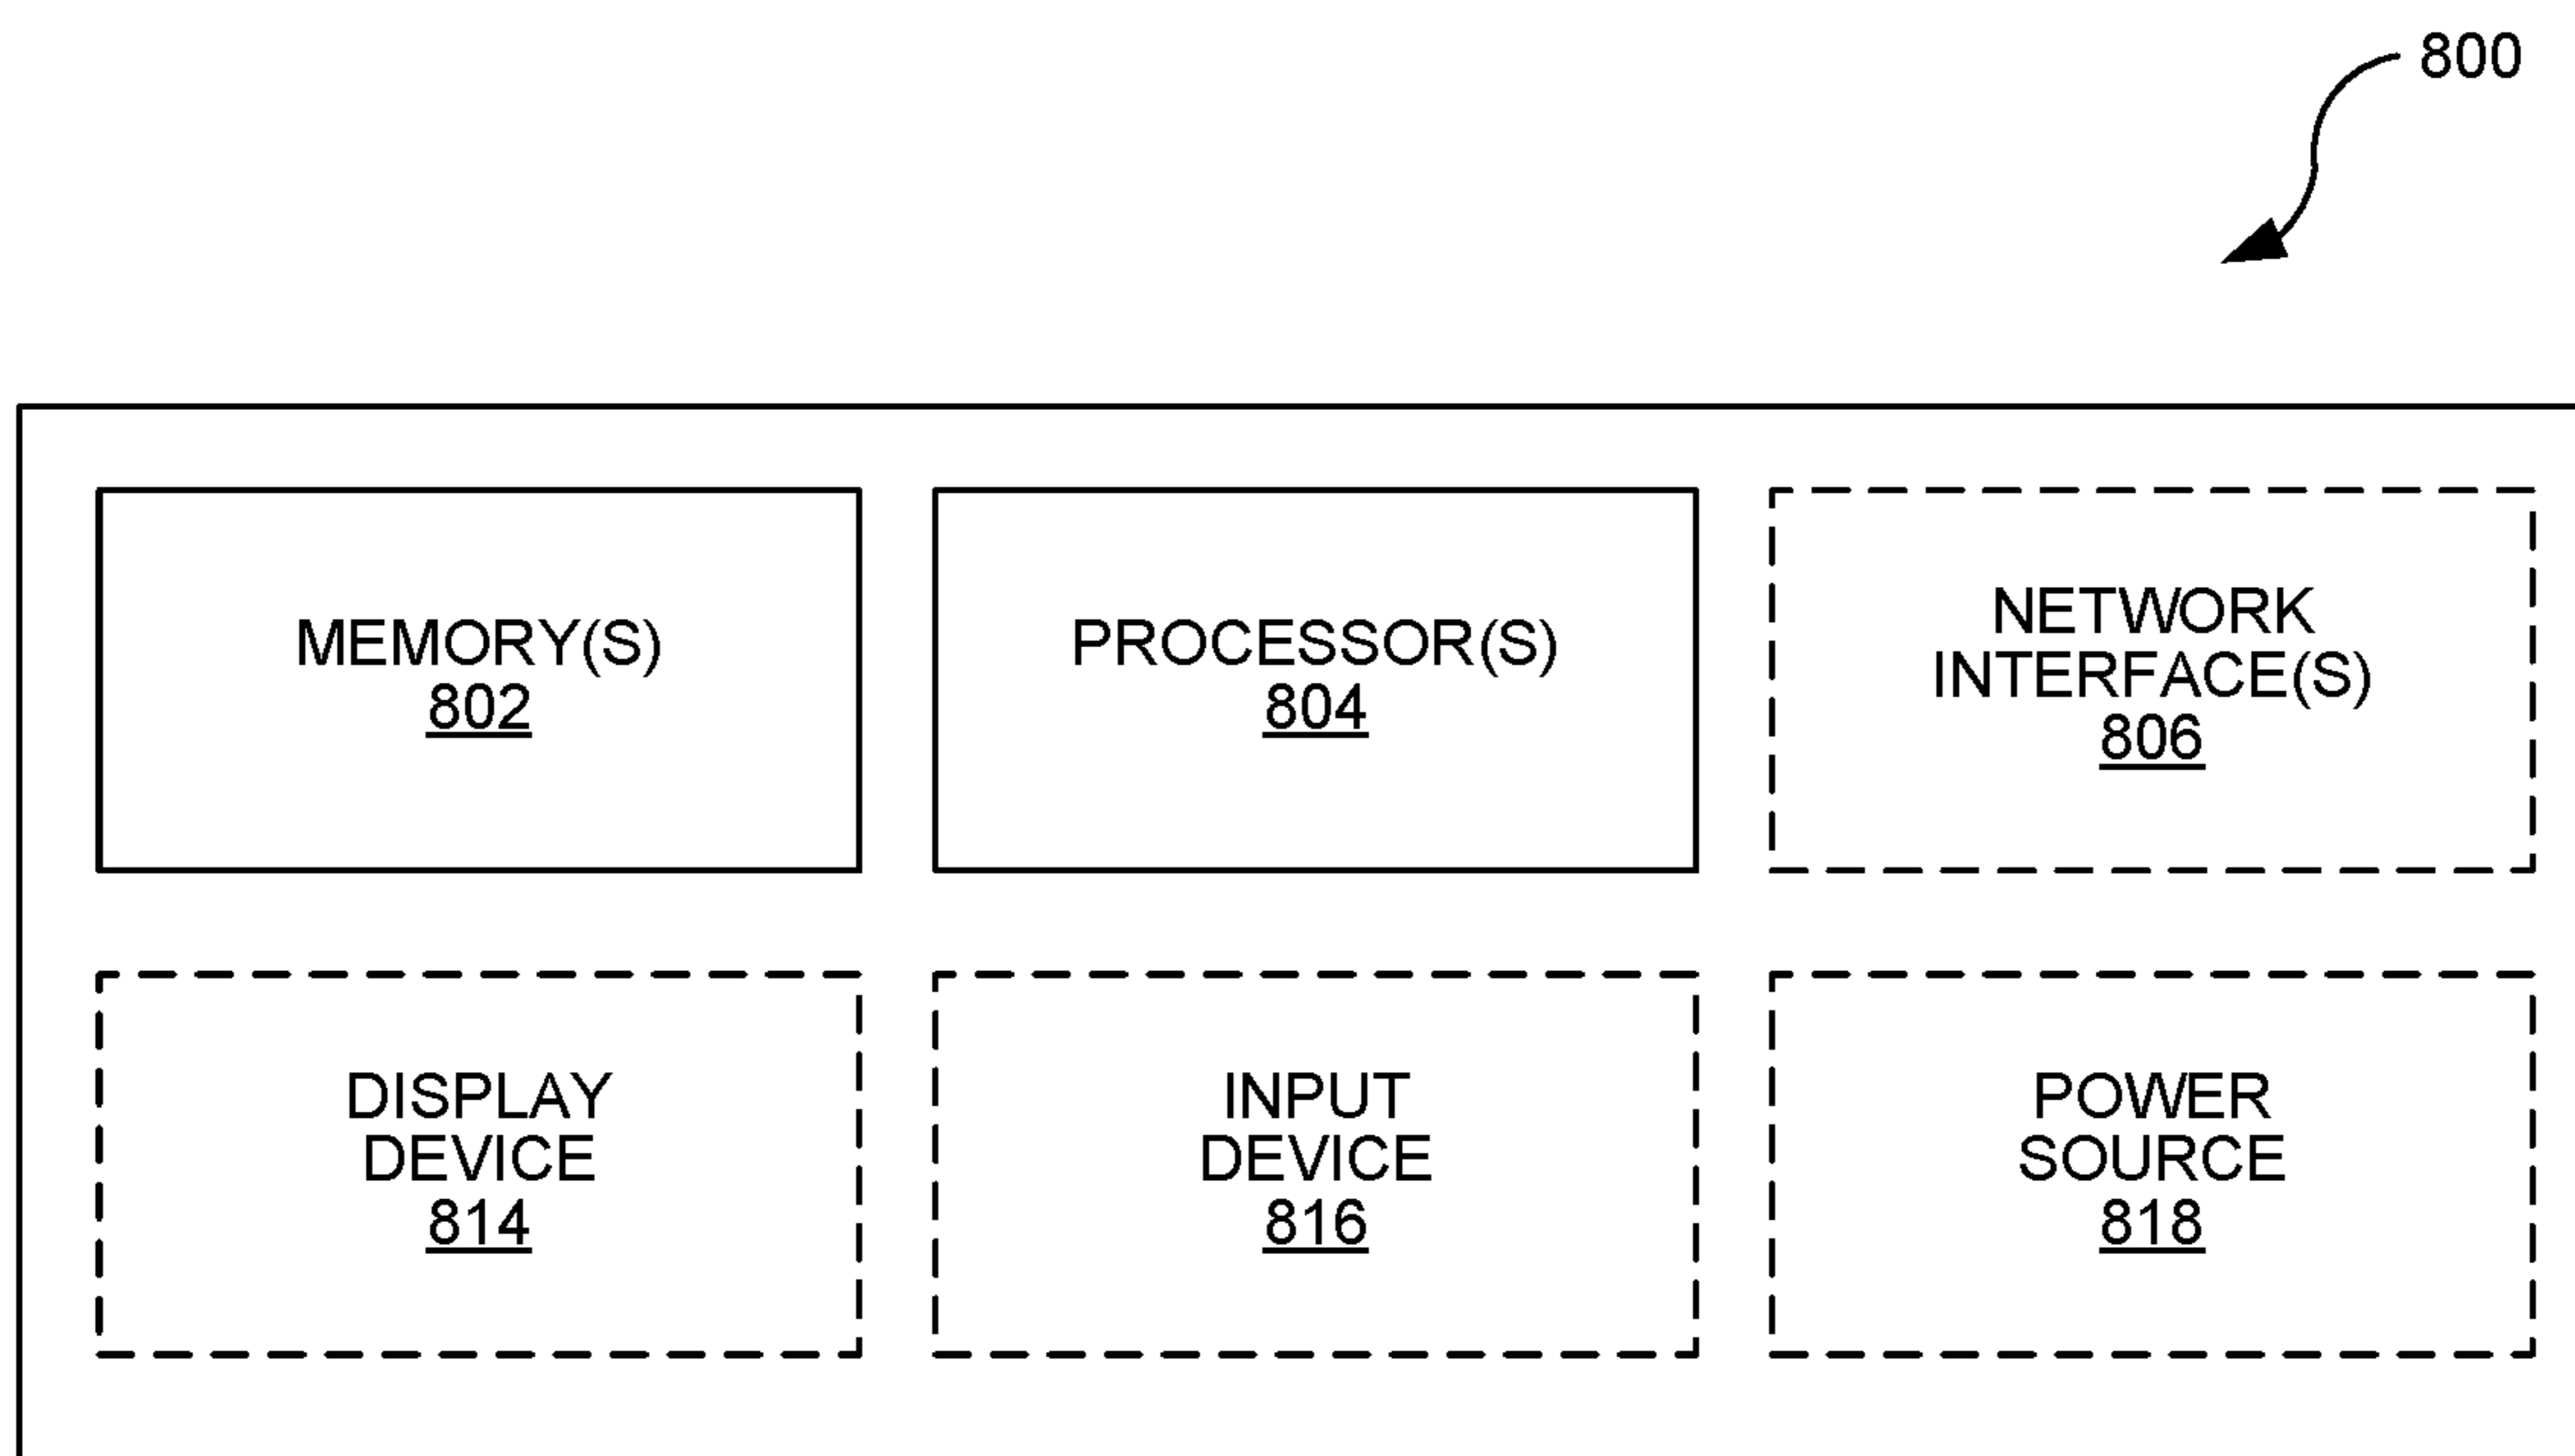 800
MEMORY(S)
802
PROCESSOR(S)
804
NETWORK
INTERFACE(S)
806
DISPLAY
DEVICE
814
INPUT
DEVICE
816
POWER
SOURCE
818